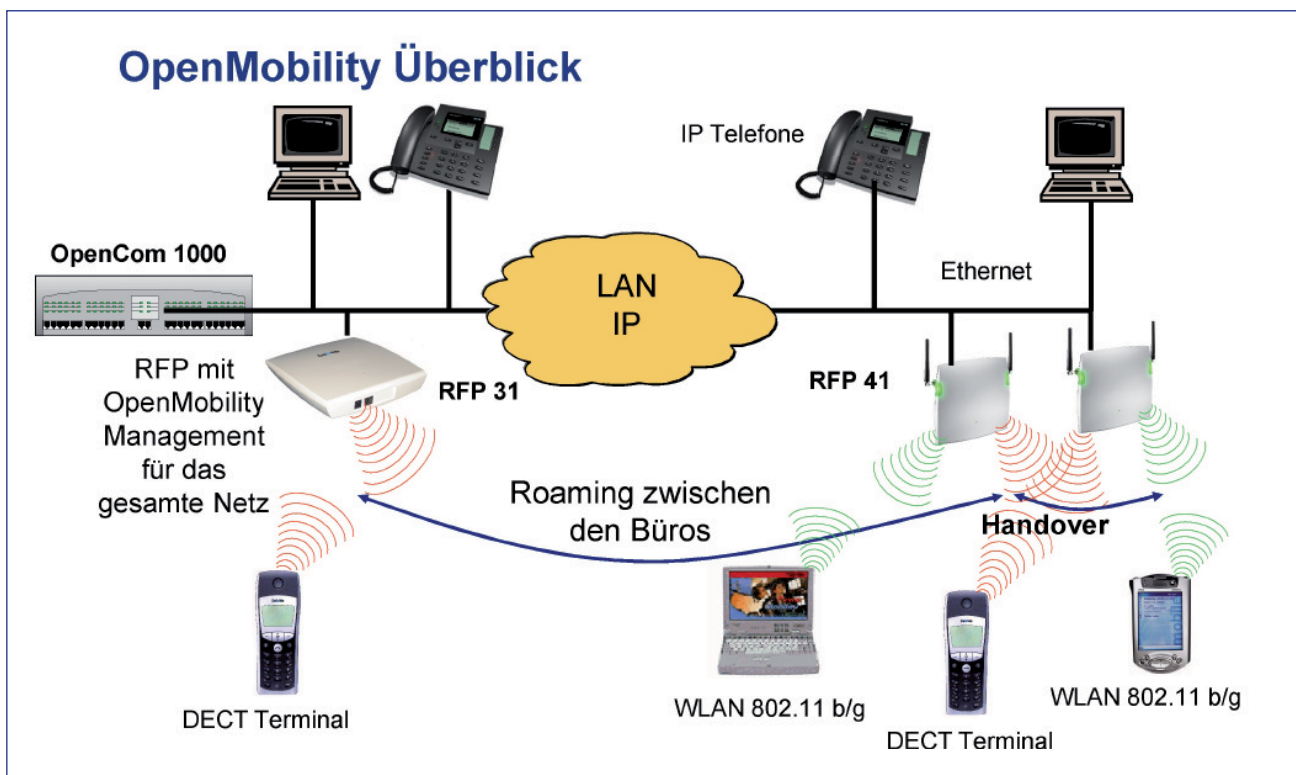 OpenMobility Überblick
IP Telefone
OpenCom 1000
Ethernet
LAN
IP
RFP mit
OpenMobility
Management
für das
gesamte Netz
RFP 31
RFP 41
Roaming zwischen
den Büros
Handover
DECT Terminal
WLAN 802.11 b/g
DECT Terminal
WLAN 802.11 b/g